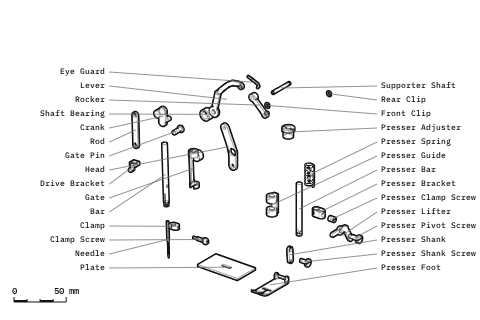 Eye Guard
Lever
Rocker
Shaft Bearing
Crank
Rod
Gate Pin
Head
Drive Bracket
Gate
Bar
Clamp
Clamp Screw
Needle
Plate
Supporter Shaft
Rear Clip
Front Clip
Presser Adjuster
Presser Spring
Presser Guide
Presser Bar
Presser Bracket
Presser Clamp Screw
Presser Lifter
Presser Pivot Screw
Presser Shank
Presser Shank Screw
Presser Foot
0 50 mm